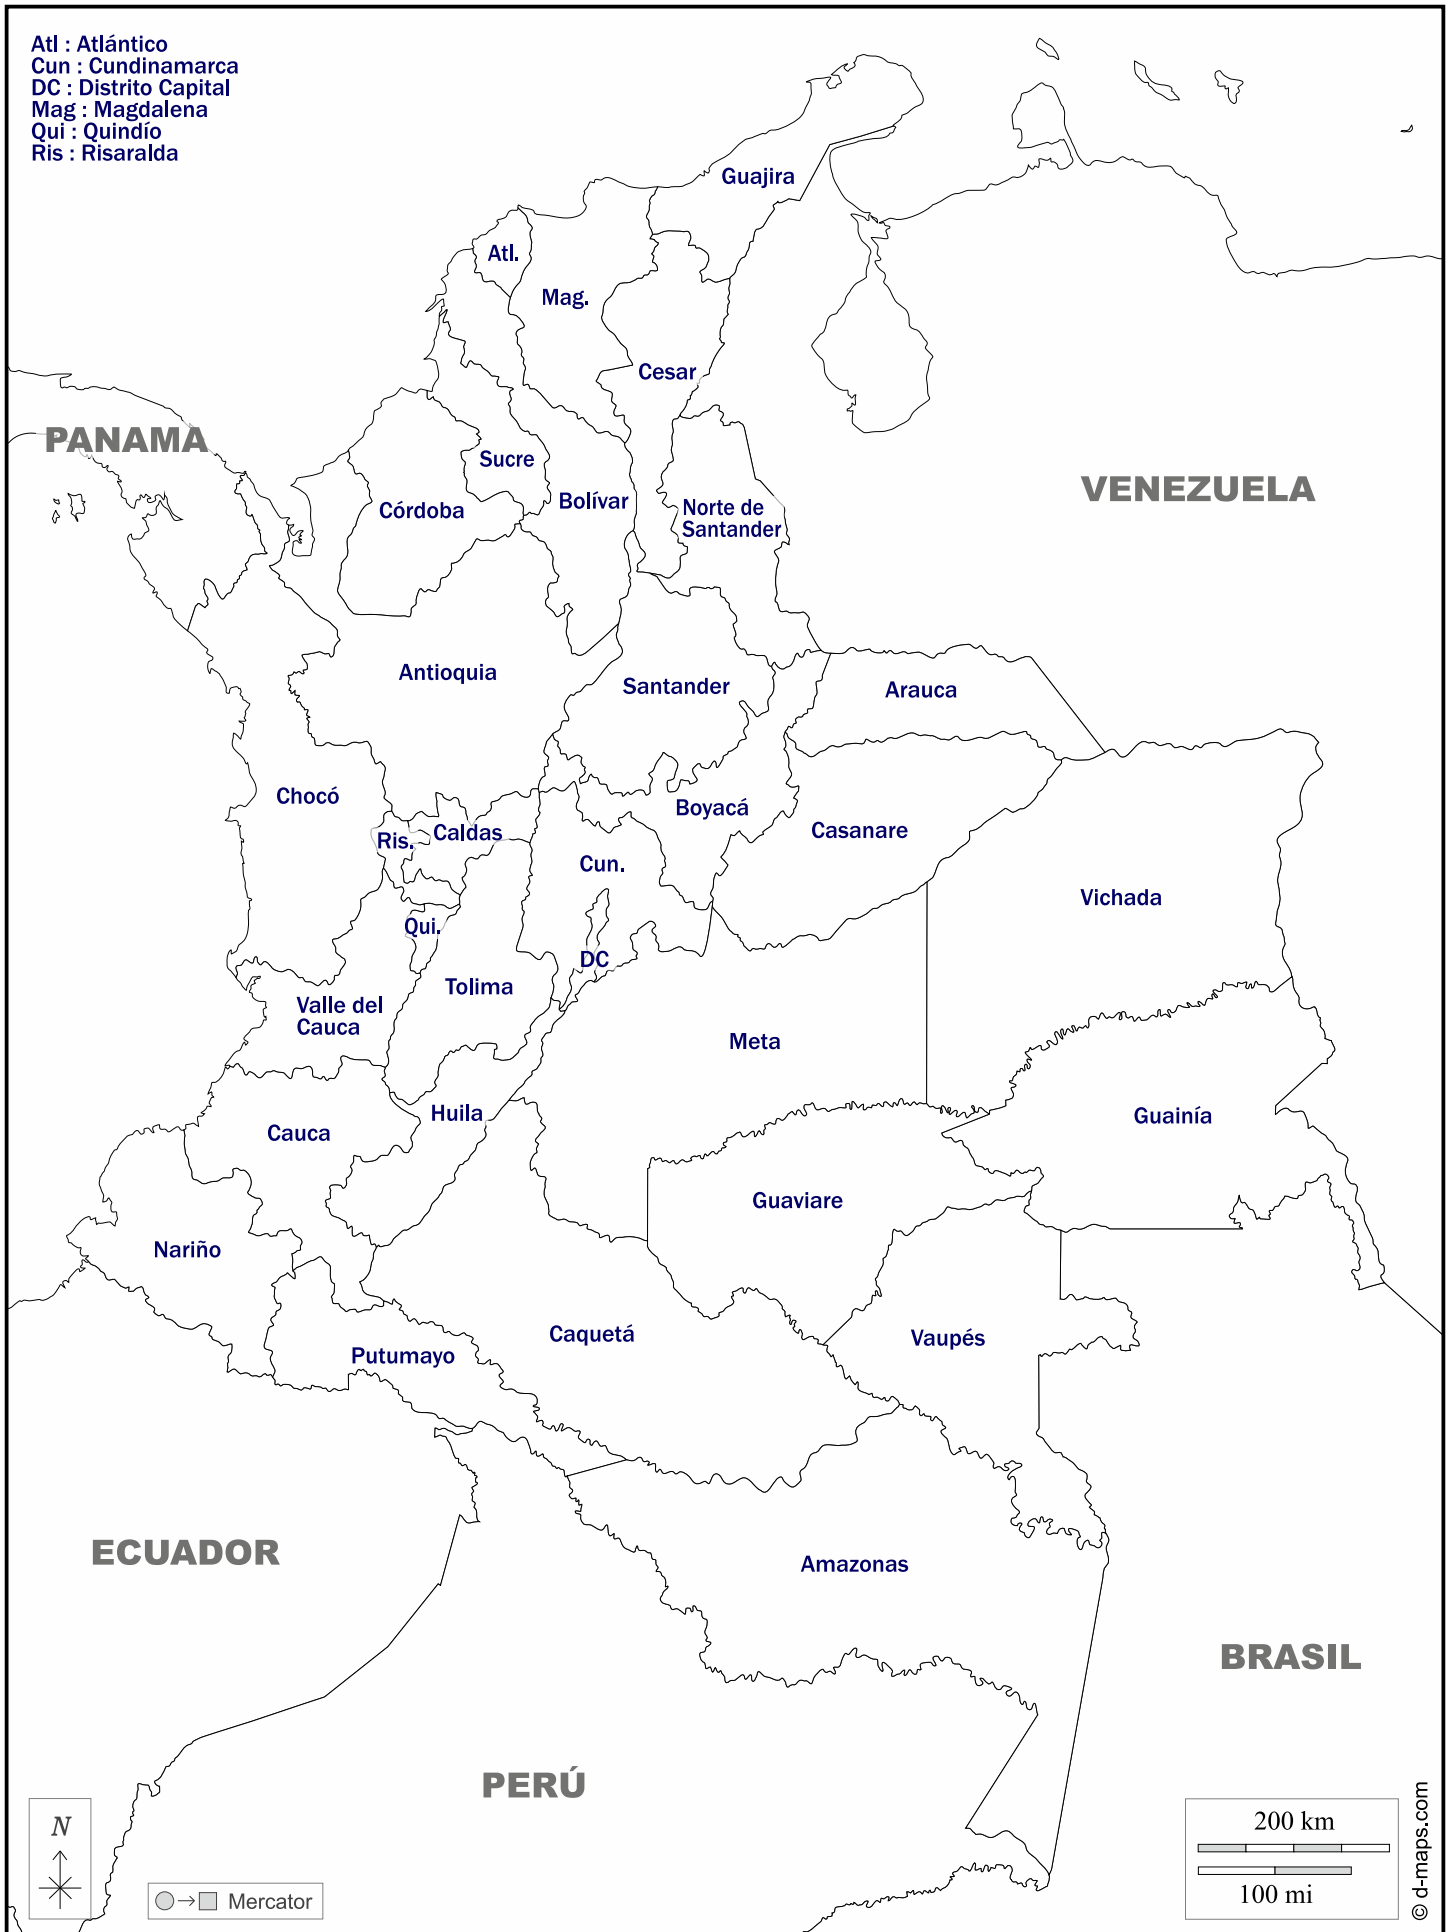 Atl : Atlántico
Cun : Cundinamarca
DC : Distrito Capital
Mag : Magdalena
Qui : Quindío
Ris : Risaralda
Guajira
Atl.
Mag.
Cesar
PANAMA
Sucre
Córdoba
Bolívar
Norte de
Santander
VENEZUELA
Antioquia
Santander
Arauca
Chocó
Boyacá
Ris.
Caldas
Casanare
Cun.
Vichada
Qui.
DC
Tolima
Valle del
Cauca
Meta
Huila
Guainía
Cauca
Guaviare
Nariño
Caquetá
Vaupés
Putumayo
ECUADOR
Amazonas
BRASIL
PERÚ
N
Mercator
200 km
100 mi
© d-maps.com